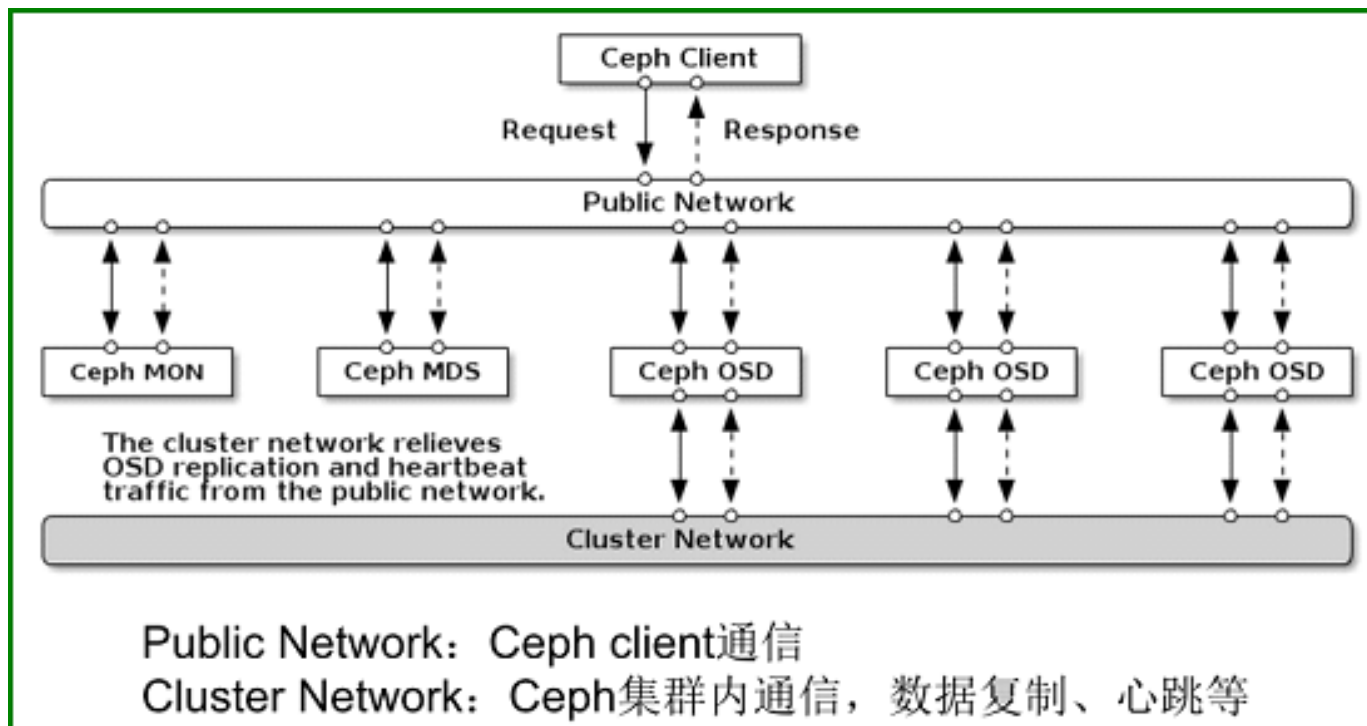 Ceph Client
Request Response
Public Network
Ceph MON Ceph MDS Ceph OSD Ceph OSD Ceph OSD
The cluster network relieves
OSD replication and heartbeat
traffic from the public network.
Cluster Network
Public Network：Ceph client通信
Cluster Network：Ceph集群内通信，数据复制、心跳等